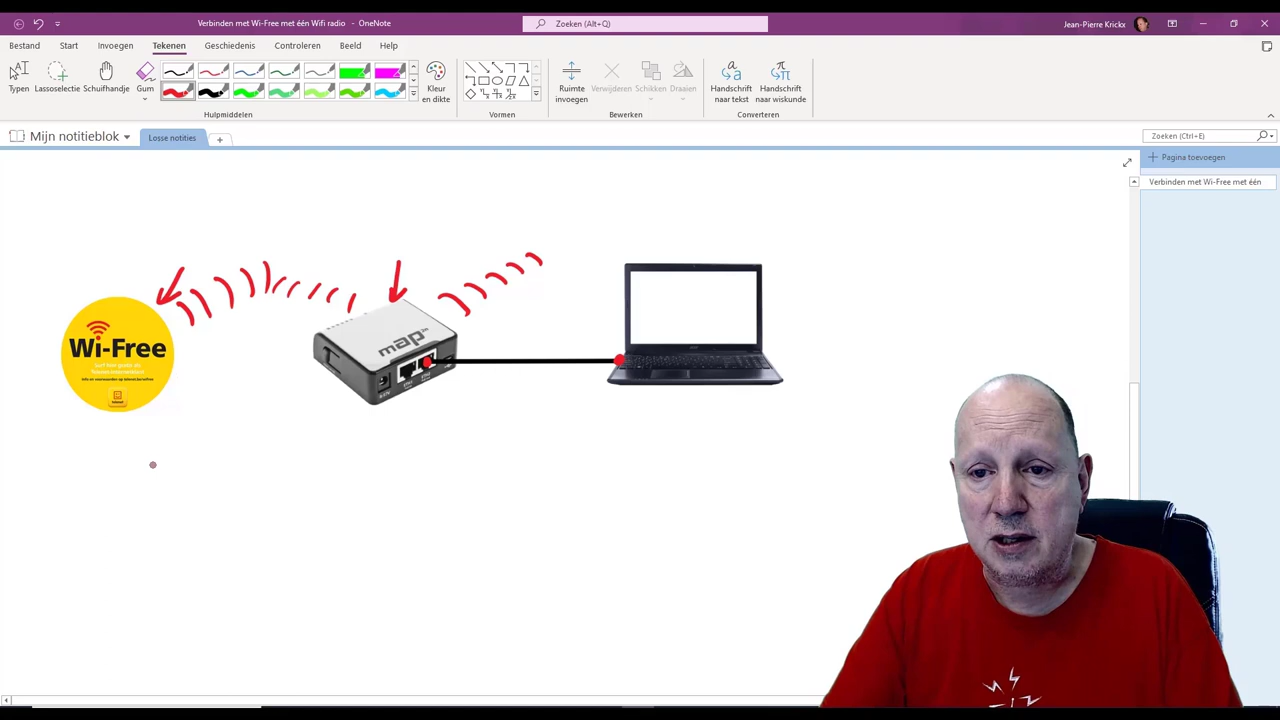 Verbinden met Wi-Free met één Wifi radio - OneNote
Zoeken (Alt+Q)
Jean-Pierre Krickx
Bestand Start Invoegen Tekenen Geschiedenis Controleren Beeld Help
Typen Lassoselectie Schuifhandje Gum
Kleur en dikte
Ruimte invoegen Verwijderen Schikken Draaien
Handschrift naar tekst Handschrift naar wiskunde
Hulpmiddelen Vormen Bewerken Converteren
Mijn notitieblok
Losse notities
Zoeken (Ctrl+E)
Pagina toevoegen
Verbinden met Wi-Free met één
Wi-Free
map